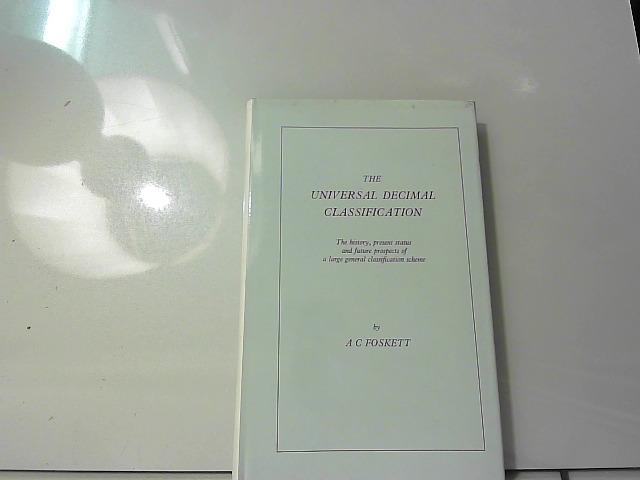 THE
UNIVERSAL DECIMAL
CLASSIFICATION
The history, present status
and future prospects of
a large general classification scheme
by
A C FOSKETT